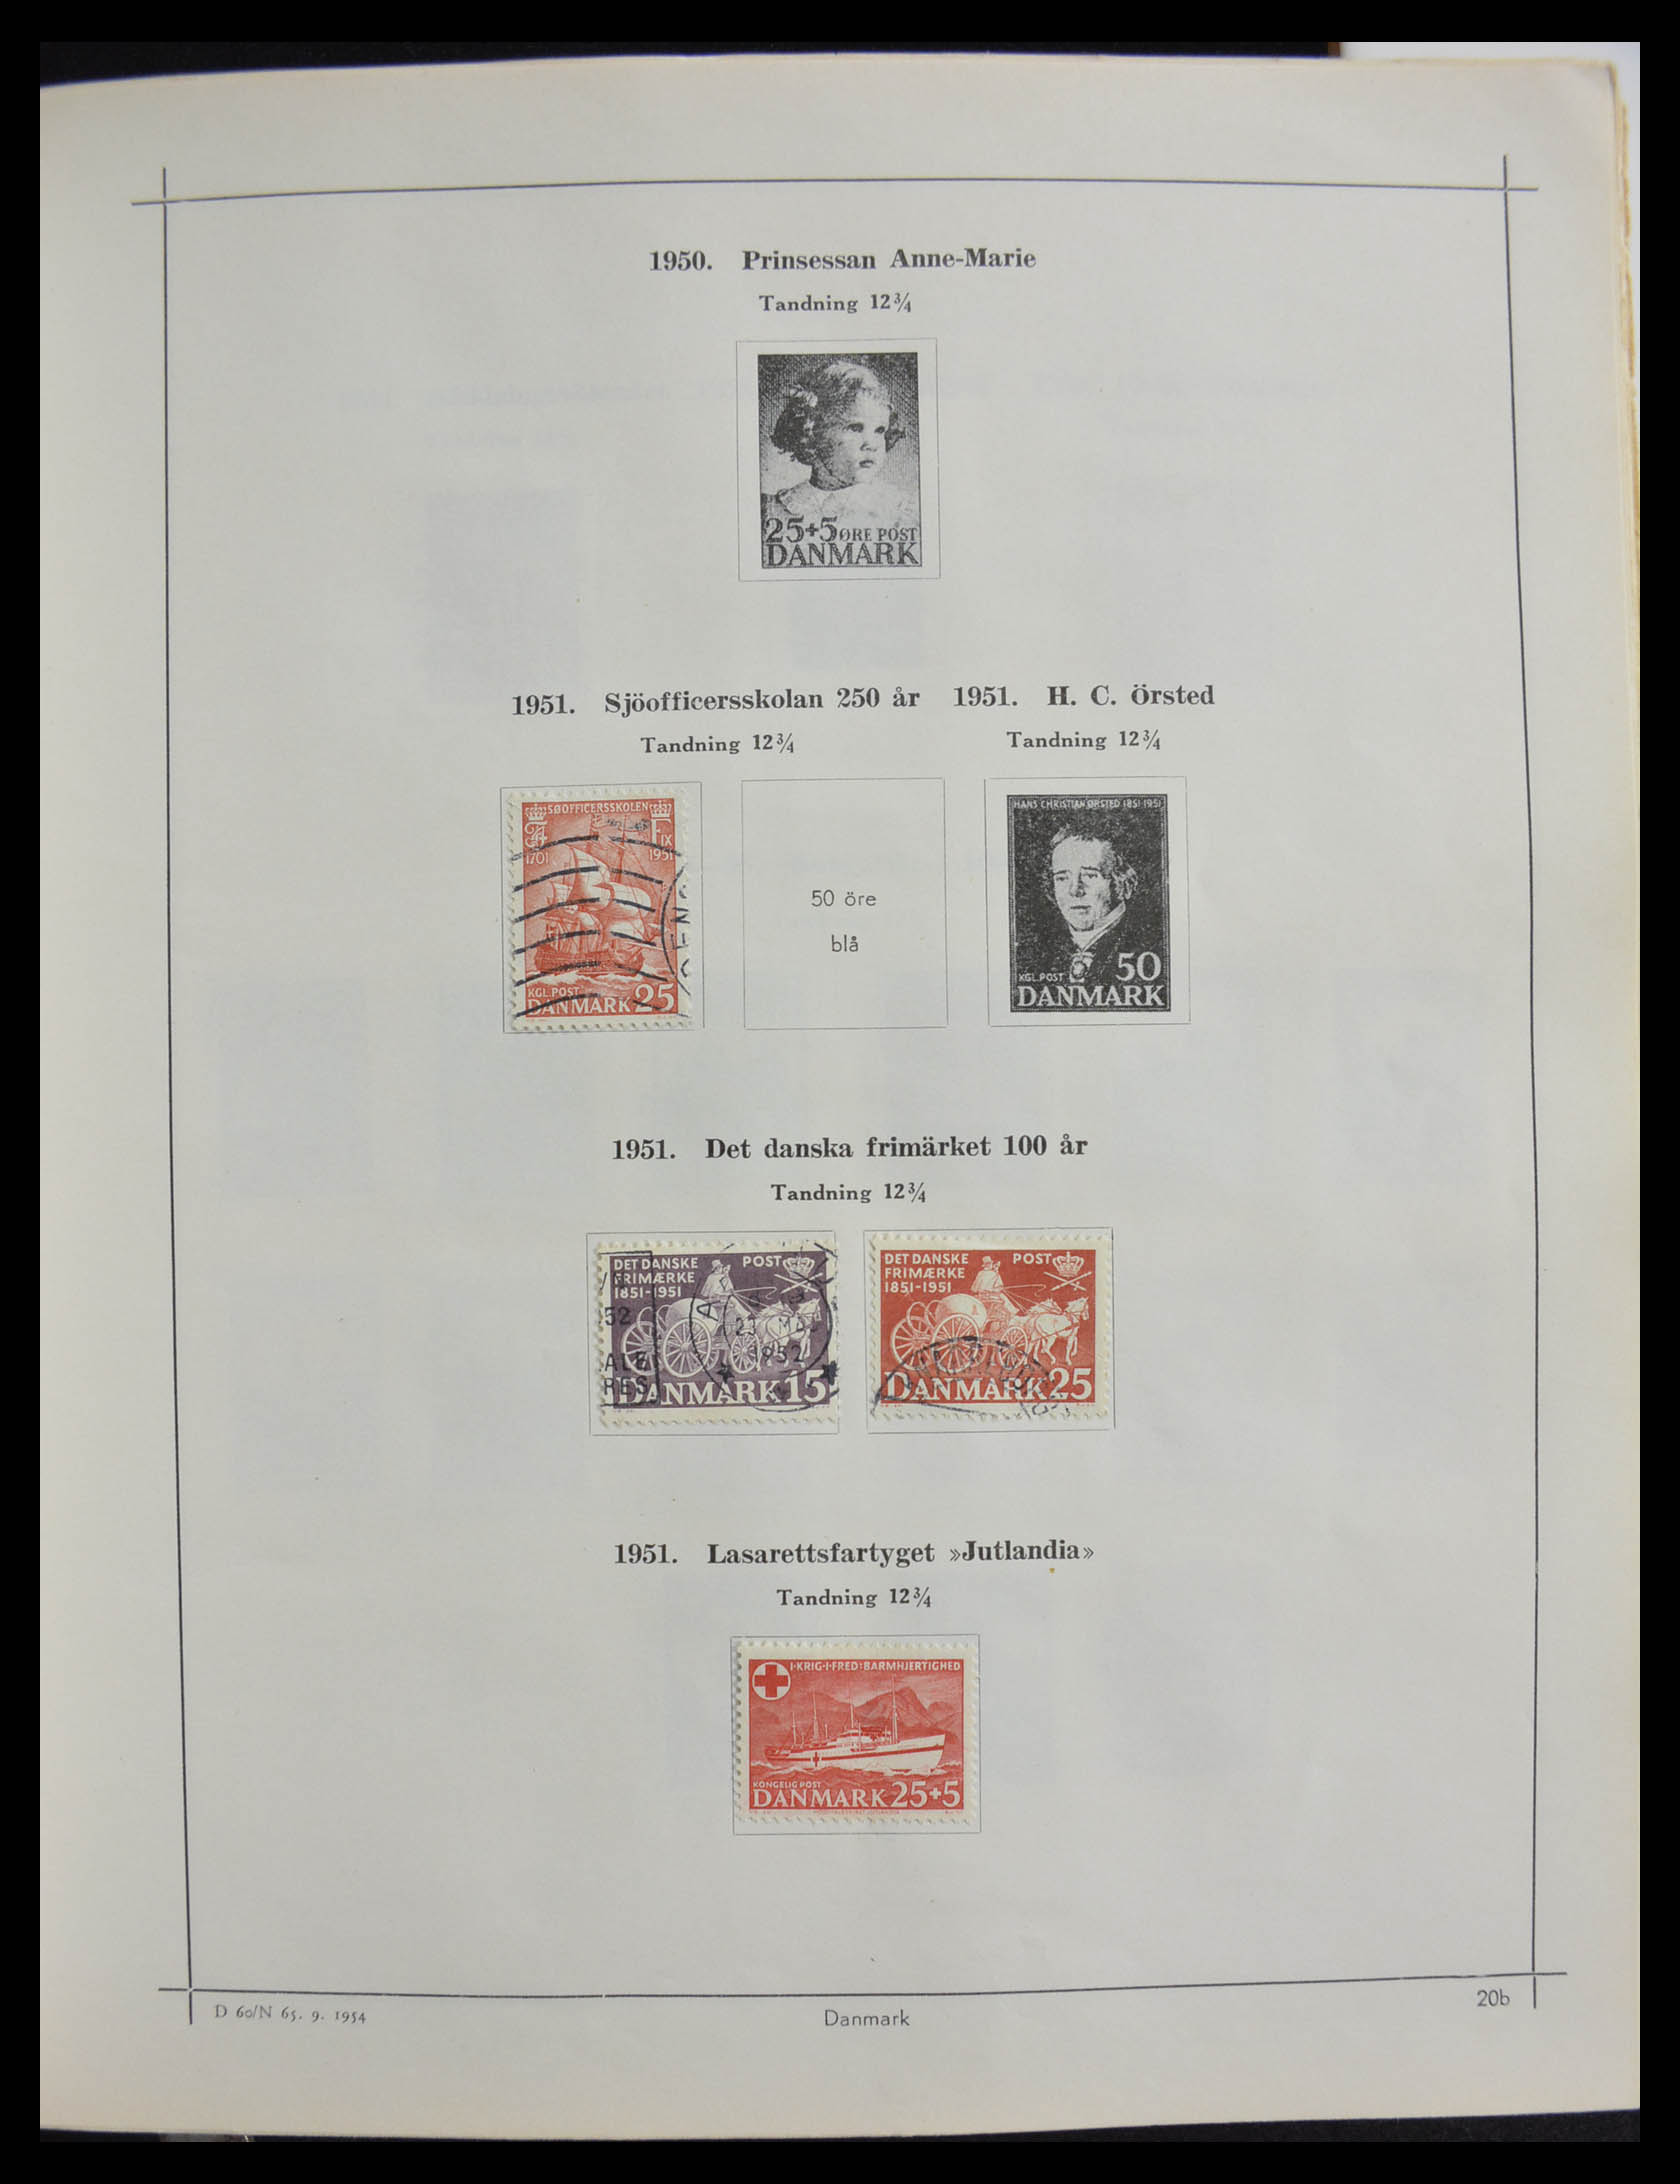 1950. Prinsessan Anne-Marie
Tandning 12¾
25+5 ØRE POST
DANMARK
1951. Sjöofficersskolan 250 år
Tandning 12¾
1951. H. C. Örsted
Tandning 12¾
SØOFFICERSSKOLEN
IX
1701
1951
KGL. POST
DANMARK 25
50 öre
blå
HANS CHRISTIAN ØRSTED 1851 1951
KGL. POST 50
DANMARK
1951. Det danska frimärket 100 år
Tandning 12¾
DET DANSKE POST
FRIMÆRKE
1851-1951
DANMARK 15
1952
DET DANSKE POST
FRIMÆRKE
1851-1951
DANMARK 25
1951. Lasarettsfartyget »Jutlandia»
Tandning 12¾
I·KRIG·I·FRED:BARMHJERTIGHED
KONGELIG POST
DANMARK 25+5
D 60/N 65. 9. 1954
Danmark
20b